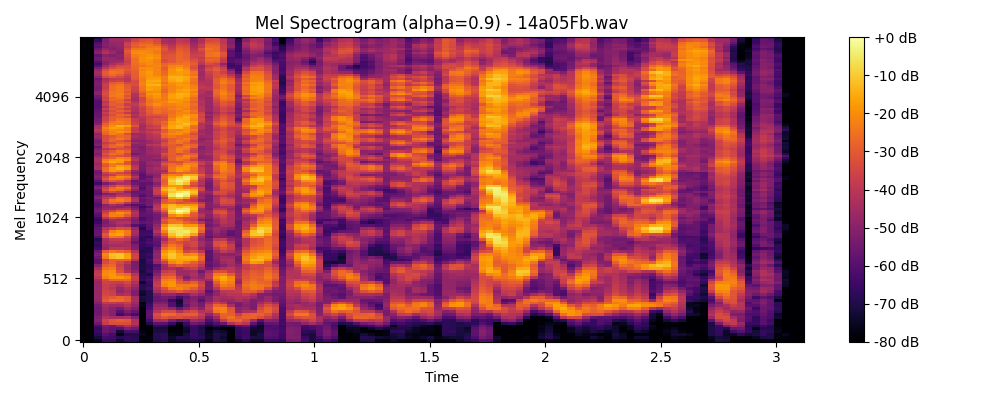 Mel Spectrogram (alpha=0.9) - 14a05Fb.wav
+0 dB
-10 dB
-20 dB
-30 dB
-40 dB
-50 dB
-60 dB
-70 dB
-80 dB
Mel Frequency
4096
2048
1024
512
0
0 0.5 1 1.5 2 2.5 3
Time